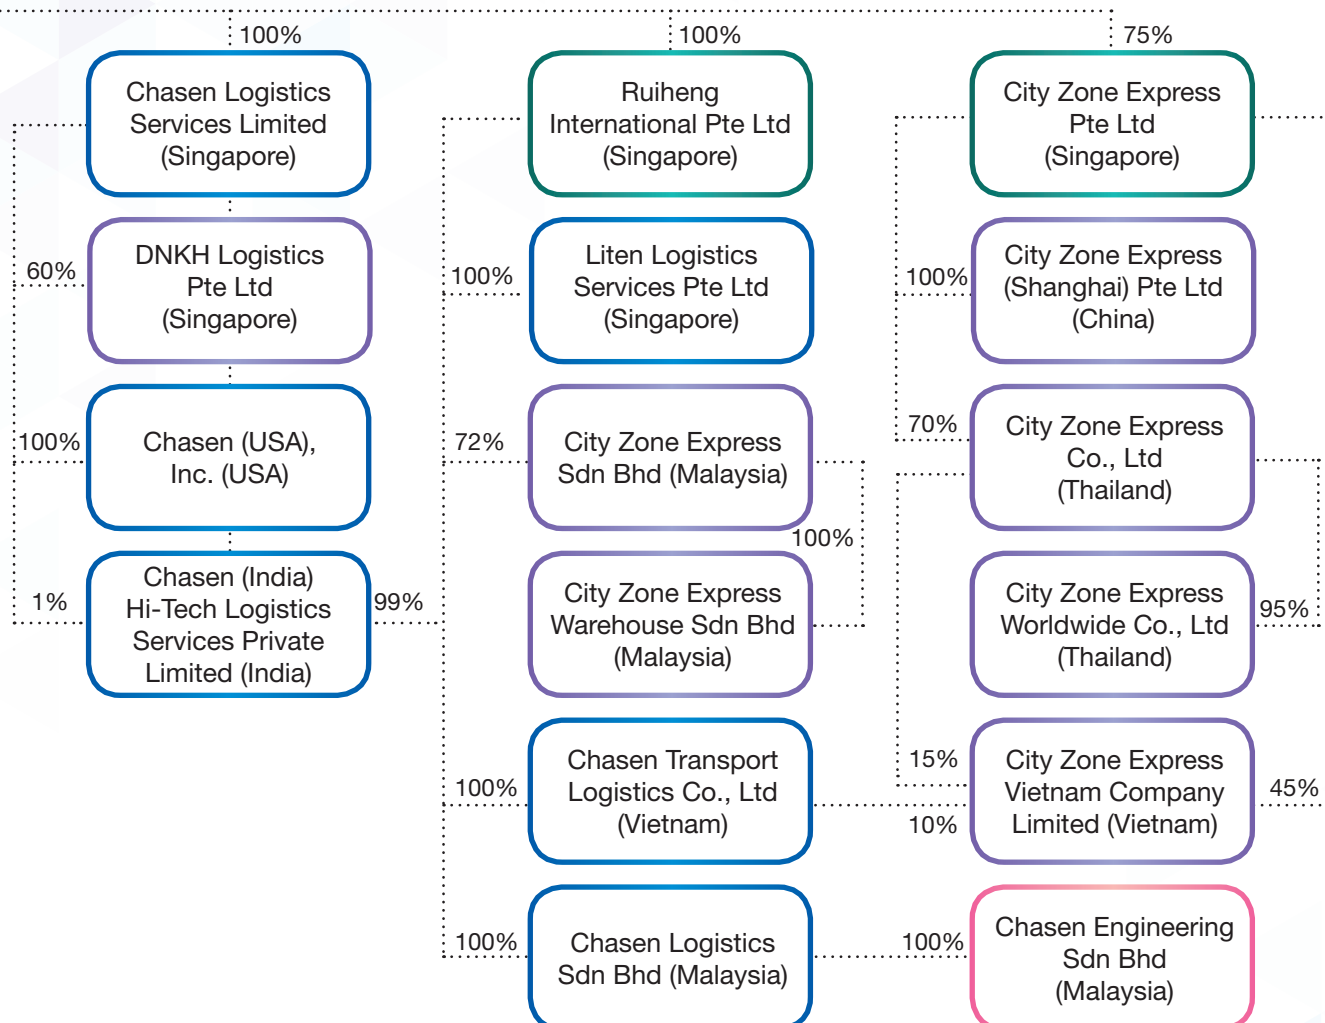 100%
100%
75%
Chasen Logistics
Services Limited
(Singapore)
Ruiheng
International Pte Ltd
(Singapore)
City Zone Express
Pte Ltd
(Singapore)
60%
DNKH Logistics
Pte Ltd
(Singapore)
100%
Liten Logistics
Services Pte Ltd
(Singapore)
100%
City Zone Express
(Shanghai) Pte Ltd
(China)
100%
Chasen (USA),
Inc. (USA)
72%
City Zone Express
Sdn Bhd (Malaysia)
70%
City Zone Express
Co., Ltd
(Thailand)
100%
1%
Chasen (India)
Hi-Tech Logistics
Services Private
Limited (India)
99%
City Zone Express
Warehouse Sdn Bhd
(Malaysia)
City Zone Express
Worldwide Co., Ltd
(Thailand)
95%
100%
Chasen Transport
Logistics Co., Ltd
(Vietnam)
15%
10%
City Zone Express
Vietnam Company
Limited (Vietnam)
45%
100%
Chasen Logistics
Sdn Bhd (Malaysia)
100%
Chasen Engineering
Sdn Bhd
(Malaysia)